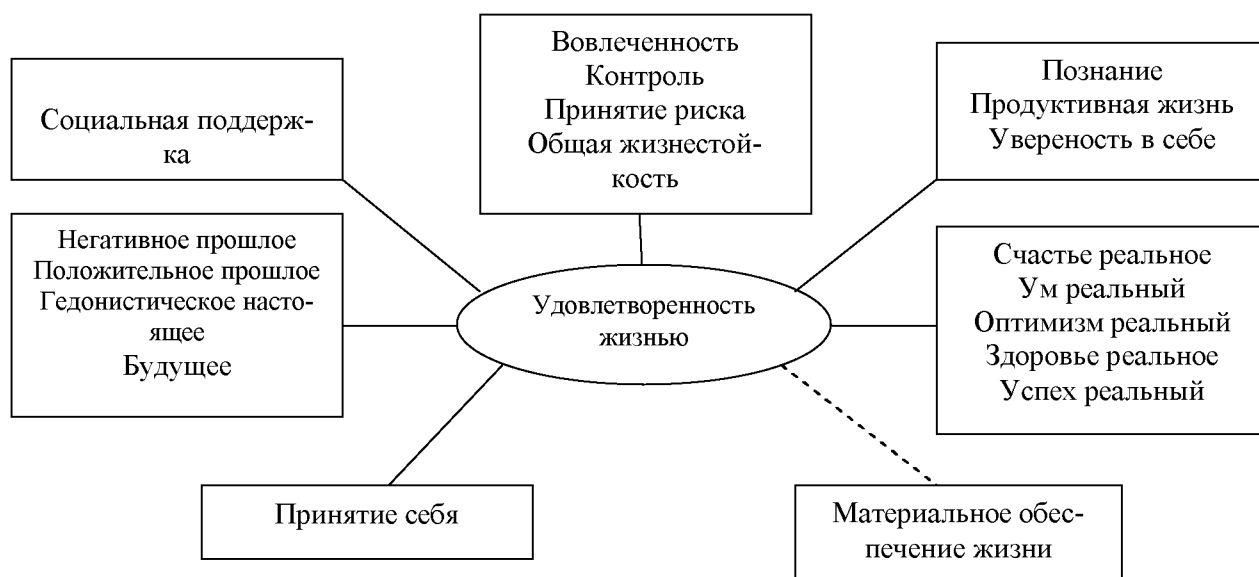 Социальная поддерж-
ка
Вовлеченность
Контроль
Принятие риска
Общая жизнестой-
кость
Познание
Продуктивная жизнь
Увереность в себе
Негативное прошлое
Положительное прошлое
Гедонистическое насто-
ящее
Будущее
Удовлетворенность
жизнью
Счастье реальное
Ум реальный
Оптимизм реальный
Здоровье реальное
Успех реальный
Принятие себя
Материальное обес-
печение жизни